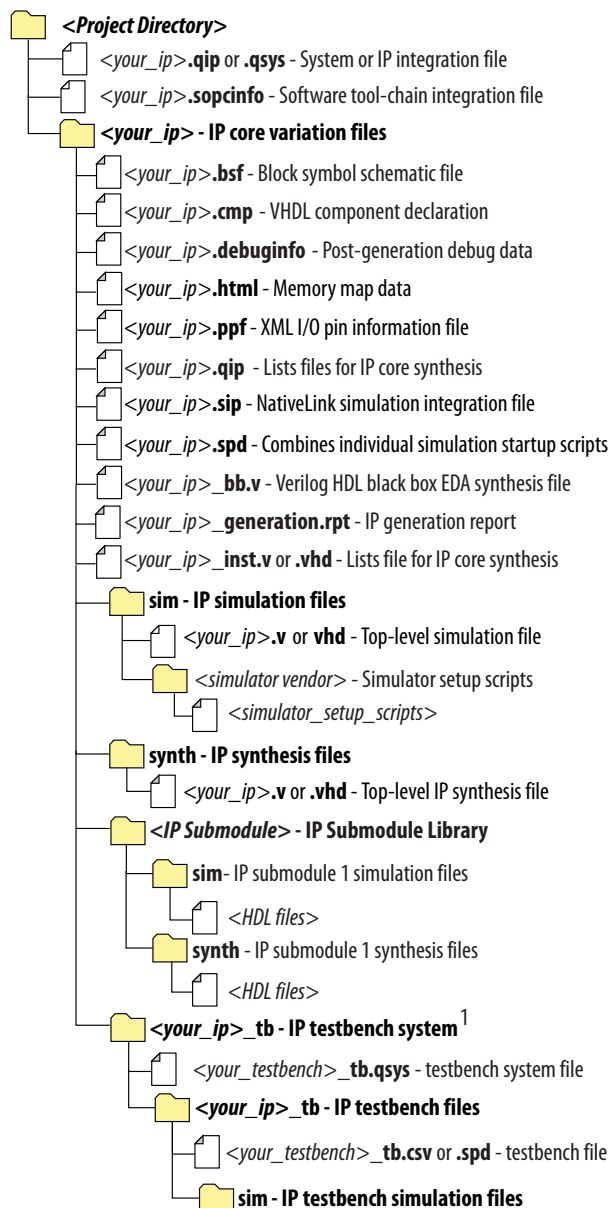 <Project Directory>
<your_ip>.qip or .qsys - System or IP integration file
<your_ip>.sopcinfo - Software tool-chain integration file
<your_ip> - IP core variation files
<your_ip>.bsf - Block symbol schematic file
<your_ip>.cmp - VHDL component declaration
<your_ip>.debuginfo - Post-generation debug data
<your_ip>.html - Memory map data
<your_ip>.ppf - XML I/O pin information file
<your_ip>.qip - Lists files for IP core synthesis
<your_ip>.sip - NativeLink simulation integration file
<your_ip>.spd - Combines individual simulation startup scripts
<your_ip>_bb.v - Verilog HDL black box EDA synthesis file
<your_ip>_generation.rpt - IP generation report
<your_ip>_inst.v or .vhd - Lists file for IP core synthesis
sim - IP simulation files
<your_ip>.v or vhd - Top-level simulation file
<simulator vendor> - Simulator setup scripts
<simulator_setup_scripts>
synth - IP synthesis files
<your_ip>.v or .vhd - Top-level IP synthesis file
<IP Submodule> - IP Submodule Library
sim- IP submodule 1 simulation files
<HDL files>
synth - IP submodule 1 synthesis files
<HDL files>
<your_ip>_tb - IP testbench system 1
<your_testbench>_tb.qsys - testbench system file
<your_ip>_tb - IP testbench files
<your_testbench>_tb.csv or .spd - testbench file
sim - IP testbench simulation files